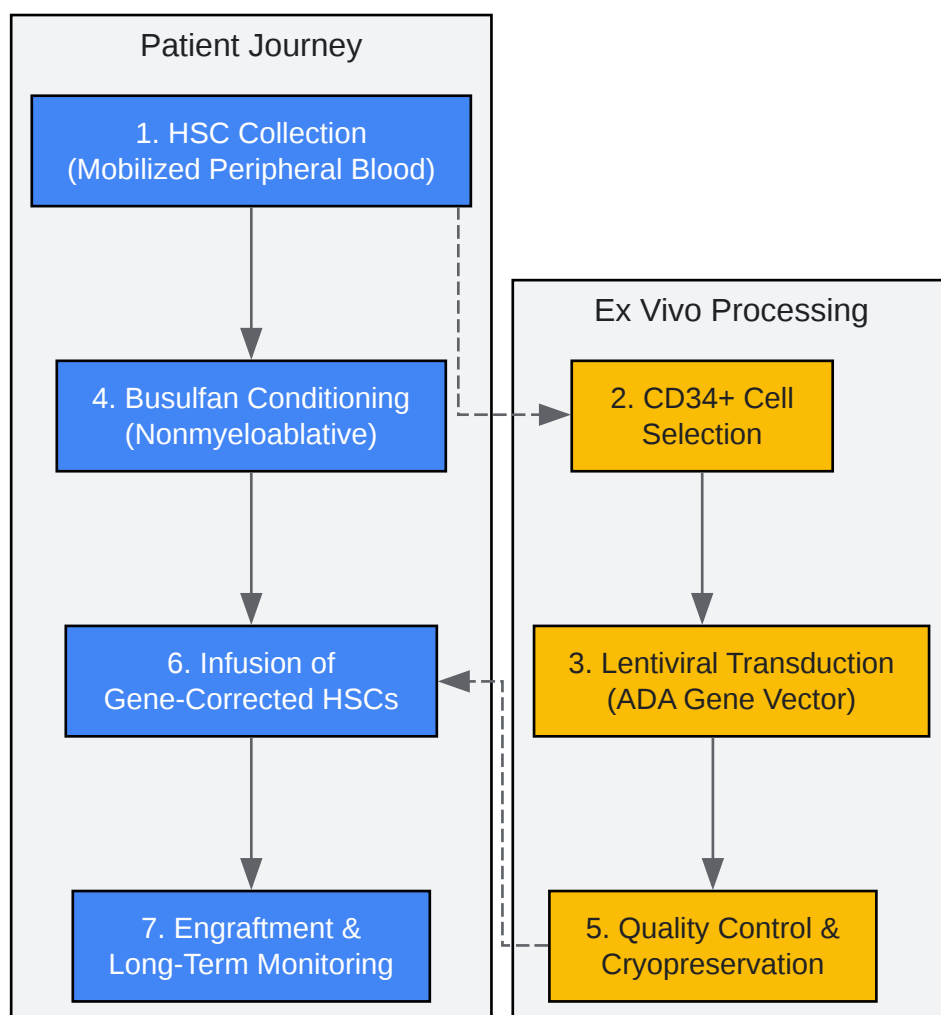 Patient Journey
1. HSC Collection
(Mobilized Peripheral Blood)
4. Busulfan Conditioning
(Nonmyeloablative)
6. Infusion of
Gene-Corrected HSCs
7. Engraftment &
Long-Term Monitoring
Ex Vivo Processing
2. CD34+ Cell
Selection
3. Lentiviral Transduction
(ADA Gene Vector)
5. Quality Control &
Cryopreservation